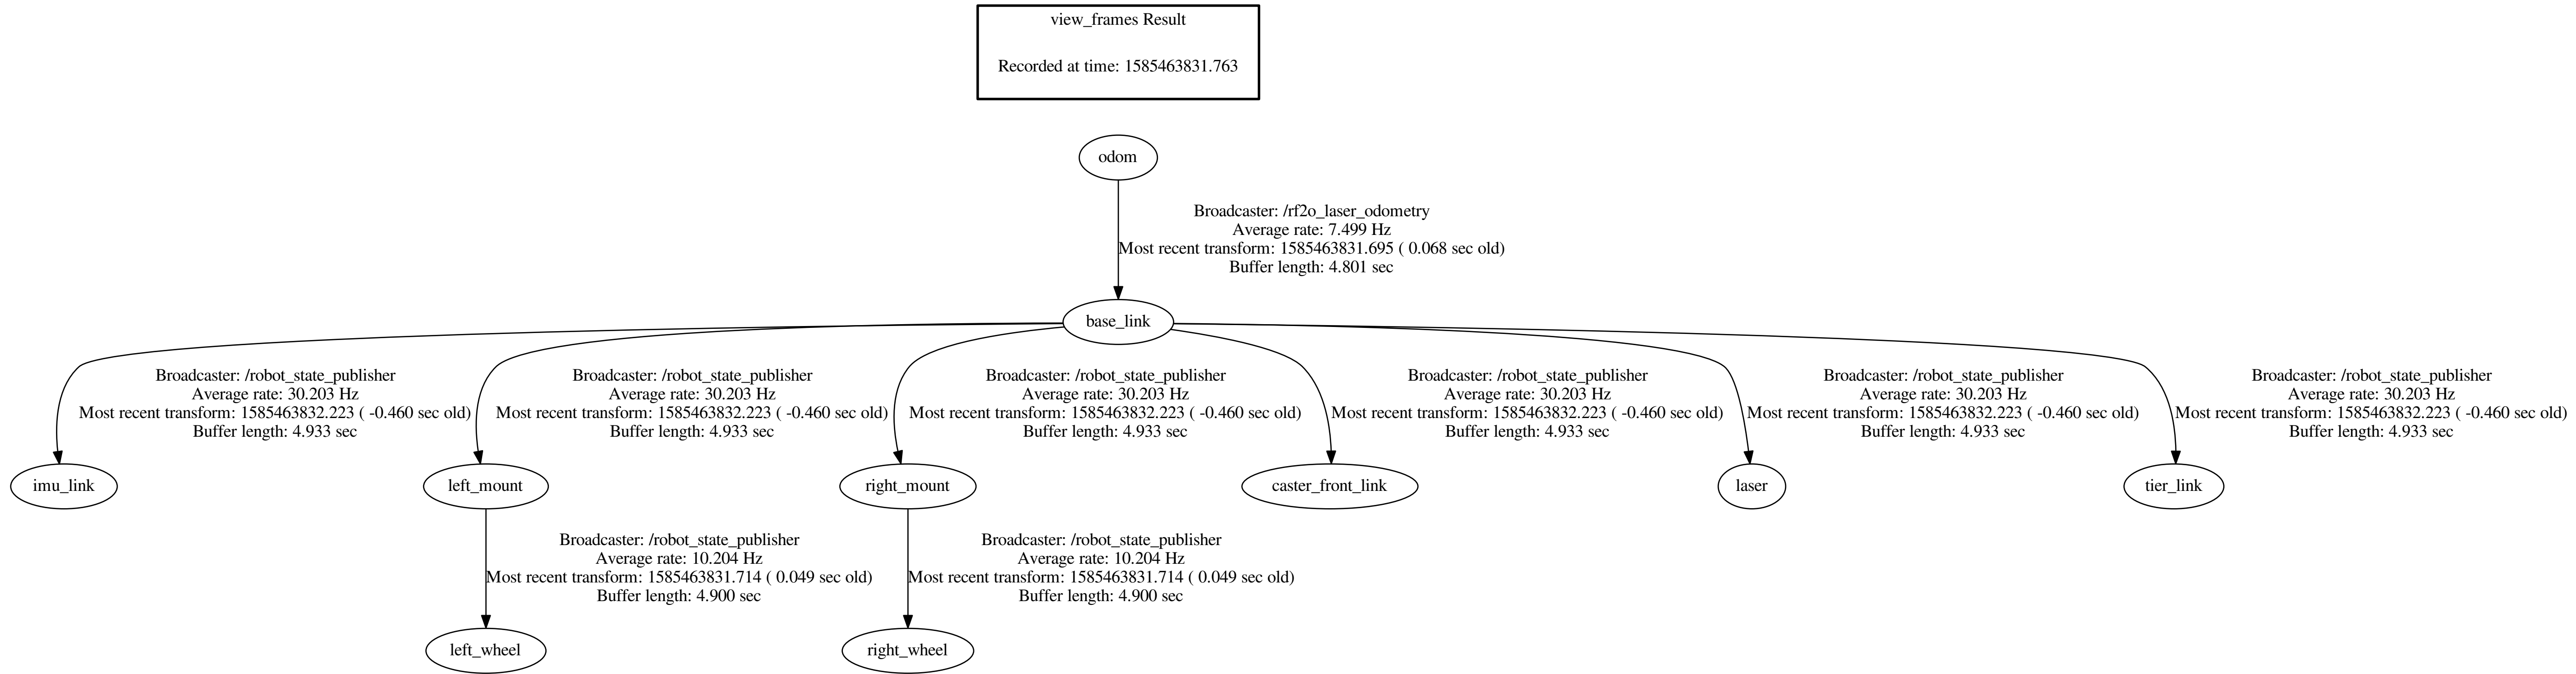 view_frames Result
Recorded at time: 1585463831.763
odom
Broadcaster: /rf2o_laser_odometry
Average rate: 7.499 Hz
Most recent transform: 1585463831.695 ( 0.068 sec old)
Buffer length: 4.801 sec
base_link
Broadcaster: /robot_state_publisher
Average rate: 30.203 Hz
Most recent transform: 1585463832.223 ( -0.460 sec old)
Buffer length: 4.933 sec
Broadcaster: /robot_state_publisher
Average rate: 30.203 Hz
Most recent transform: 1585463832.223 ( -0.460 sec old)
Buffer length: 4.933 sec
Broadcaster: /robot_state_publisher
Average rate: 30.203 Hz
Most recent transform: 1585463832.223 ( -0.460 sec old)
Buffer length: 4.933 sec
Broadcaster: /robot_state_publisher
Average rate: 30.203 Hz
Most recent transform: 1585463832.223 ( -0.460 sec old)
Buffer length: 4.933 sec
Broadcaster: /robot_state_publisher
Average rate: 30.203 Hz
Most recent transform: 1585463832.223 ( -0.460 sec old)
Buffer length: 4.933 sec
Broadcaster: /robot_state_publisher
Average rate: 30.203 Hz
Most recent transform: 1585463832.223 ( -0.460 sec old)
Buffer length: 4.933 sec
imu_link
left_mount
right_mount
caster_front_link
laser
tier_link
Broadcaster: /robot_state_publisher
Average rate: 10.204 Hz
Most recent transform: 1585463831.714 ( 0.049 sec old)
Buffer length: 4.900 sec
Broadcaster: /robot_state_publisher
Average rate: 10.204 Hz
Most recent transform: 1585463831.714 ( 0.049 sec old)
Buffer length: 4.900 sec
left_wheel
right_wheel